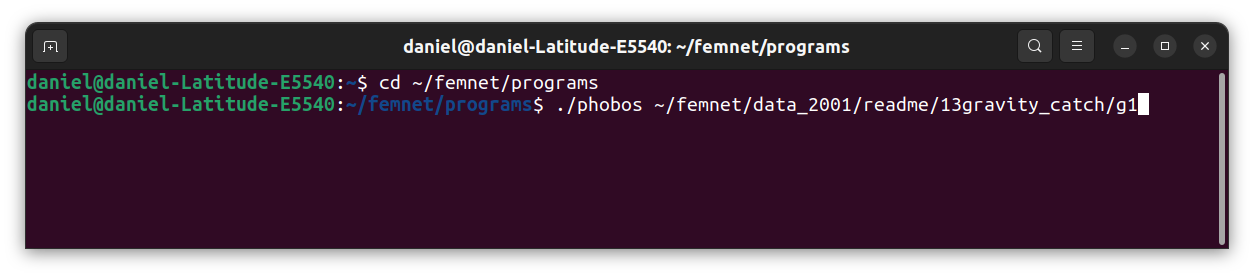 daniel@daniel-Latitude-E5540: ~/femnet/programs
daniel@daniel-Latitude-E5540:~$ cd ~/femnet/programs
daniel@daniel-Latitude-E5540:~/femnet/programs$ ./phobos ~/femnet/data_2001/readme/13gravity_catch/g1